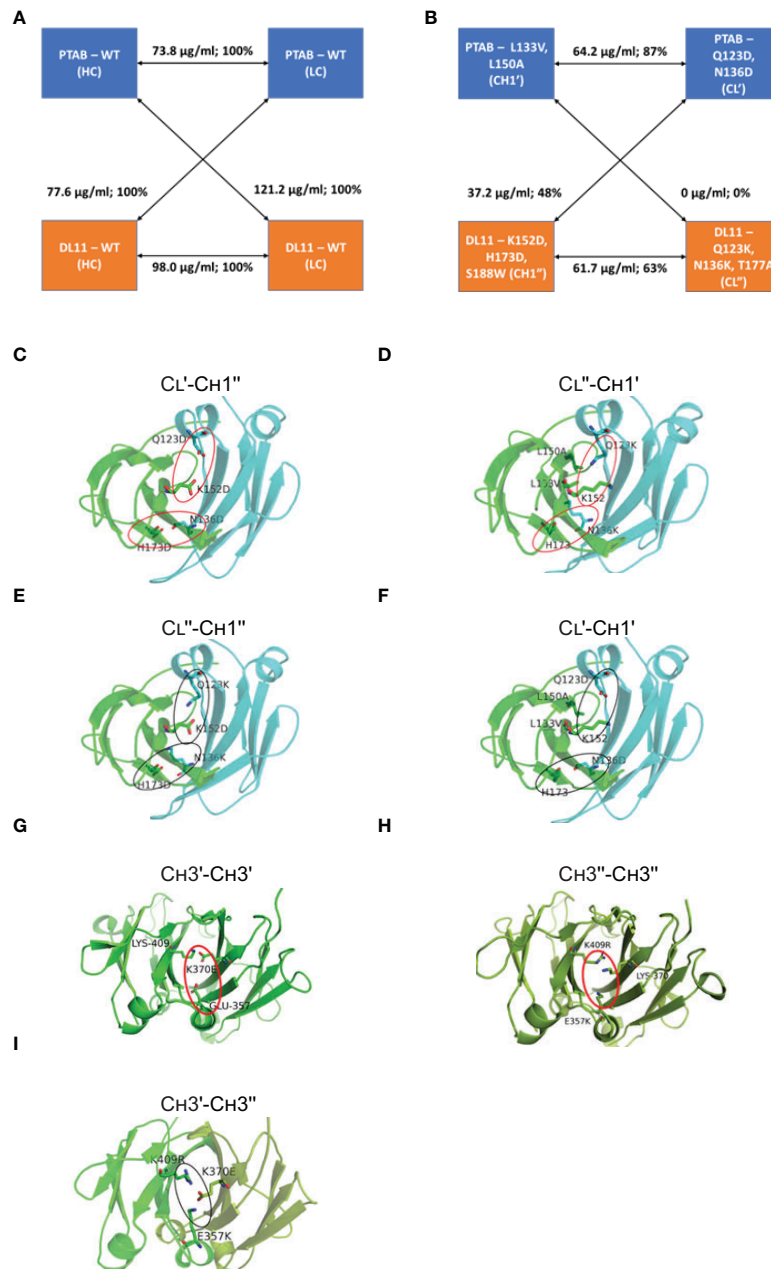 A
PTAB – WT
(HC)
73.8 µg/ml; 100%
PTAB – WT
(LC)
77.6 µg/ml; 100%
121.2 µg/ml; 100%
DL11 – WT
(HC)
98.0 µg/ml; 100%
DL11 – WT
(LC)
B
PTAB – L133V,
L150A
(CH1')
64.2 µg/ml; 87%
PTAB –
Q123D,
N136D
(CL')
37.2 µg/ml; 48%
0 µg/ml; 0%
DL11 – K152D,
H173D,
S188W (CH1")
61.7 µg/ml; 63%
DL11 –
Q123K,
N136K, T177A
(CL")
C
CL'-CH1"
Q123D
K152D
N136D
H173D
D
CL"-CH1'
L150A
Q123K
L133V
K152
N136K
H173
E
CL"-CH1"
Q123K
K152D
N136K
H173D
F
CL'-CH1'
Q123D
L150A
L133V
K152
N136D
H173
G
CH3'-CH3'
LYS-409
K370E
GLU-357
H
CH3"-CH3"
K409R
LYS-370
E357K
I
CH3'-CH3"
K409R
K370E
E357K